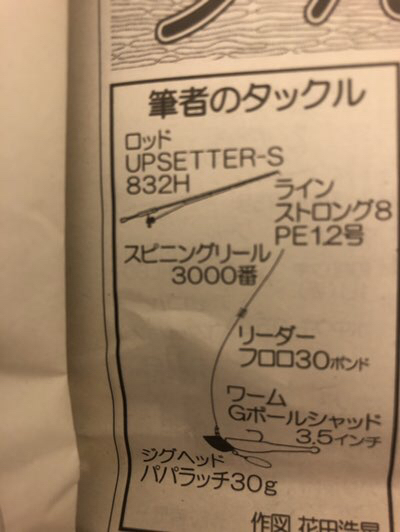 筆者のタックル
ロッド
UPSETTER-S
832H
ライン
ストロング8
PE1.2号
スピニングリール
3000番
リーダー
フロロ30ポンド
ワーム
Gボールシャッド
3.5インチ
ジグヘッド
パパラッチ30g
作図 花田浩